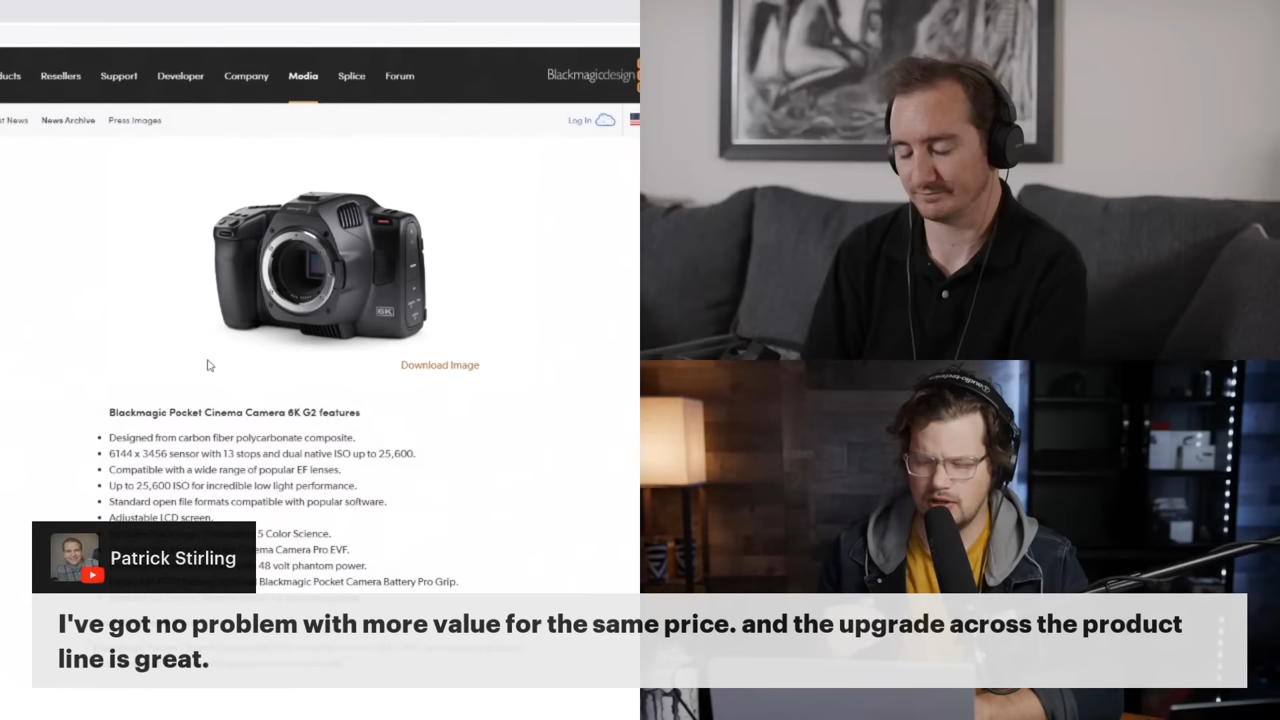 ducts Resellers Support Developer Company Media Splice Forum Blackmagicdesign
st News News Archive Press Images Log In
6K
Download Image
Blackmagic Pocket Cinema Camera 6K G2 features
Designed from carbon fiber polycarbonate composite.
6144 x 3456 sensor with 13 stops and dual native ISO up to 25,600.
Compatible with a wide range of popular EF lenses.
Up to 25,600 ISO for incredible low light performance.
Standard open file formats compatible with popular software.
Adjustable LCD screen.
5 Color Science.
ema Camera Pro EVF.
48 volt phantom power.
Blackmagic Pocket Camera Battery Pro Grip.
audio-technica
Patrick Stirling
I've got no problem with more value for the same price. and the upgrade across the product
line is great.